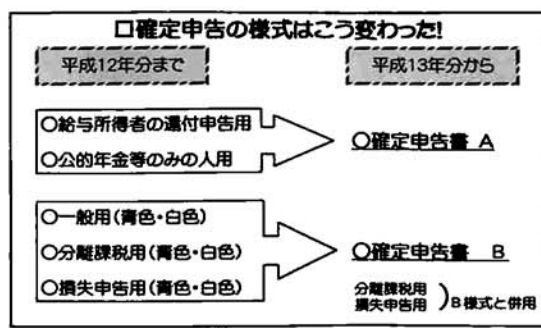 □確定申告の様式はこう変わった!
平成12年分まで
平成13年分から
○給与所得者の還付申告用
○公的年金等のみの人用
○確定申告書 A
○一般用(青色・白色)
○分離課税用(青色・白色)
○損失申告用(青色・白色)
○確定申告書 B
分離課税用
損失申告用 )B様式と併用